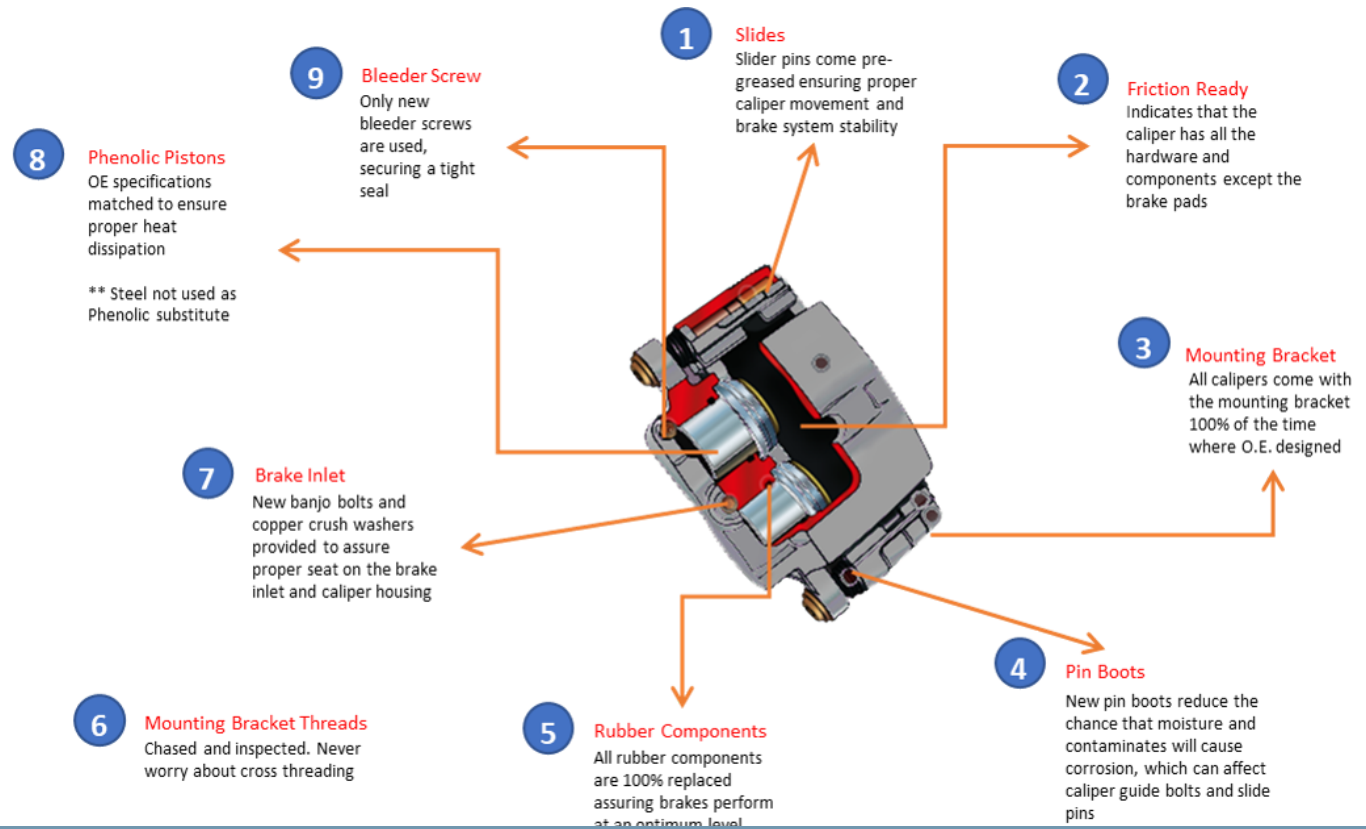 1
Slides
Slider pins come pre-
greased ensuring proper
caliper movement and
brake system stability
2
Friction Ready
Indicates that the
caliper has all the
hardware and
components except the
brake pads
3
Mounting Bracket
All calipers come with
the mounting bracket
100% of the time
where O.E. designed
4
Pin Boots
New pin boots reduce the
chance that moisture and
contaminates will cause
corrosion, which can affect
caliper guide bolts and slide
pins
5
Rubber Components
All rubber components
are 100% replaced
assuring brakes perform
at an optimum level
6
Mounting Bracket Threads
Chased and inspected. Never
worry about cross threading
7
Brake Inlet
New banjo bolts and
copper crush washers
provided to assure
proper seat on the brake
inlet and caliper housing
8
Phenolic Pistons
OE specifications
matched to ensure
proper heat
dissipation
** Steel not used as
Phenolic substitute
9
Bleeder Screw
Only new
bleeder screws
are used,
securing a tight
seal